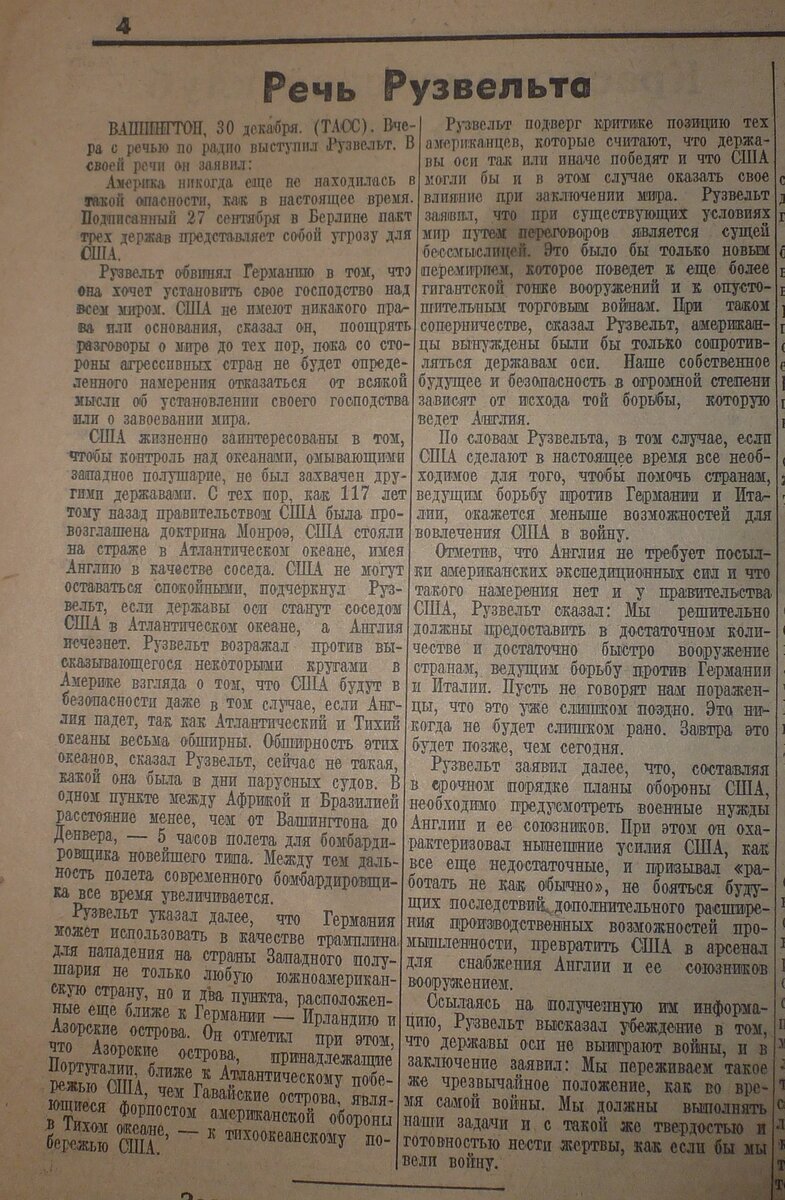 4
Речь Рузвельта
ВАШИНГТОН, 30 декабря. (ТАСС). Вче-
ра с речью по радио выступил Рузвельт. В
своей речи он заявил:
Америка никогда еще не находилась в
такой опасности, как в настоящее время.
Подписанный 27 сентября в Берлине пакт
трех держав представляет собой угрозу для
США.
Рузвельт обвинял Германию в том, что
она хочет установить свое господство над
всем миром. США не имеют никакого пра-
ва или основания, сказал он, поощрять
разговоры о мире до тех пор, пока со сто-
роны агрессивных стран не будет опреде-
ленного намерения отказаться от всякой
мысли об установлении своего господства
или о завоевании мира.
США жизненно заинтересованы в том,
чтобы контроль над океанами, омывающими
западное полушарие, не был захвачен дру-
гими державами. С тех пор, как 117 лет
тому назад правительством США была про-
возглашена доктрина Монроэ, США стояли
на страже в Атлантическом океане, имея
Англию в качестве соседа. США не могут
оставаться спокойными, подчеркнул Руз-
вельт, если державы оси станут соседом
США в Атлантическом океане, а Англия
исчезнет. Рузвельт возражал против вы-
сказывающегося некоторыми кругами в
Америке взгляда о том, что США будут в
безопасности даже в том случае, если Анг-
лия падет, так как Атлантический и Тихий
океаны весьма обширны. Обширность этих
океанов, сказал Рузвельт, сейчас не такая,
какой она была в дни парусных судов. В
одном пункте между Африкой и Бразилией
расстояние менее, чем от Вашингтона до
Денвера, — 5 часов полета для бомбарди-
ровщика новейшего типа. Между тем даль-
ность полета современного бомбардировщи-
ка все время увеличивается.
Рузвельт указал далее, что Германия
может использовать в качестве трамплина
для нападения на страны Западного полу-
шария не только любую южноамерикан-
скую страну, но и два пункта, расположен-
ные еще ближе к Германии — Ирландию и
Азорские острова. Он отметил при этом,
что Азорские острова, принадлежащие
Португалии, ближе к Атлантическому побе-
режью США, чем Гавайские острова, явля-
ющиеся форпостом американской обороны
в Тихом океане, — к тихоокеанскому по-
бережью США.
Рузвельт подверг критике позицию тех
американцев, которые считают, что держа-
вы оси так или иначе победят и что США
могли бы и в этом случае оказать свое
влияние при заключении мира. Рузвельт
заявил, что при существующих условиях
мир путем переговоров является сущей
бессмыслицей. Это было бы только новым
перемирием, которое поведет к еще более
гигантской гонке вооружений и к опусто-
шительным торговым войнам. При таком
соперничестве, сказал Рузвельт, американ-
цы вынуждены были бы только сопротив-
ляться державам оси. Наше собственное
будущее и безопасность в огромной степени
зависят от исхода той борьбы, которую
ведет Англия.
По словам Рузвельта, в том случае, если
США сделают в настоящее время все необ-
ходимое для того, чтобы помочь странам,
ведущим борьбу против Германии и Ита-
лии, окажется меньше возможностей для
вовлечения США в войну.
Отметив, что Англия не требует посыл-
ки американских экспедиционных сил и что
такого намерения нет и у правительства
США, Рузвельт сказал: Мы решительно
должны предоставить в достаточном коли-
честве и достаточно быстро вооружение
странам, ведущим борьбу против Германии
и Италии. Пусть не говорят нам поражен-
цы, что это уже слишком поздно. Это ни-
когда не будет слишком рано. Завтра это
будет позже, чем сегодня.
Рузвельт заявил далее, что, составляя
в срочном порядке планы обороны США,
необходимо предусмотреть военные нужды
Англии и ее союзников. При этом он оха-
рактеризовал нынешние усилия США, как
все еще недостаточные, и призывал «ра-
ботать не как обычно», не бояться буду-
щих последствий дополнительного расшире-
ния производственных возможностей про-
мышленности, превратить США в арсенал
для снабжения Англии и ее союзников
вооружением.
Ссылаясь на полученную им информа-
цию, Рузвельт высказал убеждение в том,
что державы оси не выиграют войны, и в
заключение заявил: Мы переживаем такое
же чрезвычайное положение, как во вре-
мя самой войны. Мы должны выполнять
наши задачи и с такой же твердостью и
готовностью нести жертвы, как если бы мы
вели войну.